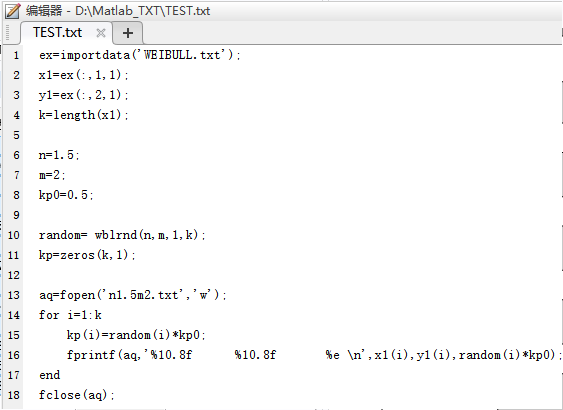 编辑器 - D:\Matlab_TXT\TEST.txt
TEST.txt × +
1 ex=importdata('WEIBULL.txt');
2 x1=ex(:,1,1);
3 y1=ex(:,2,1);
4 k=length(x1);
5
6 n=1.5;
7 m=2;
8 kp0=0.5;
9
10 random= wblrnd(n,m,1,k);
11 kp=zeros(k,1);
12
13 aq=fopen('n1.5m2.txt','w');
14 for i=1:k
15 kp(i)=random(i)*kp0;
16 fprintf(aq,'%10.8f %10.8f %e \n',x1(i),y1(i),random(i)*kp0);
17 end
18 fclose(aq);